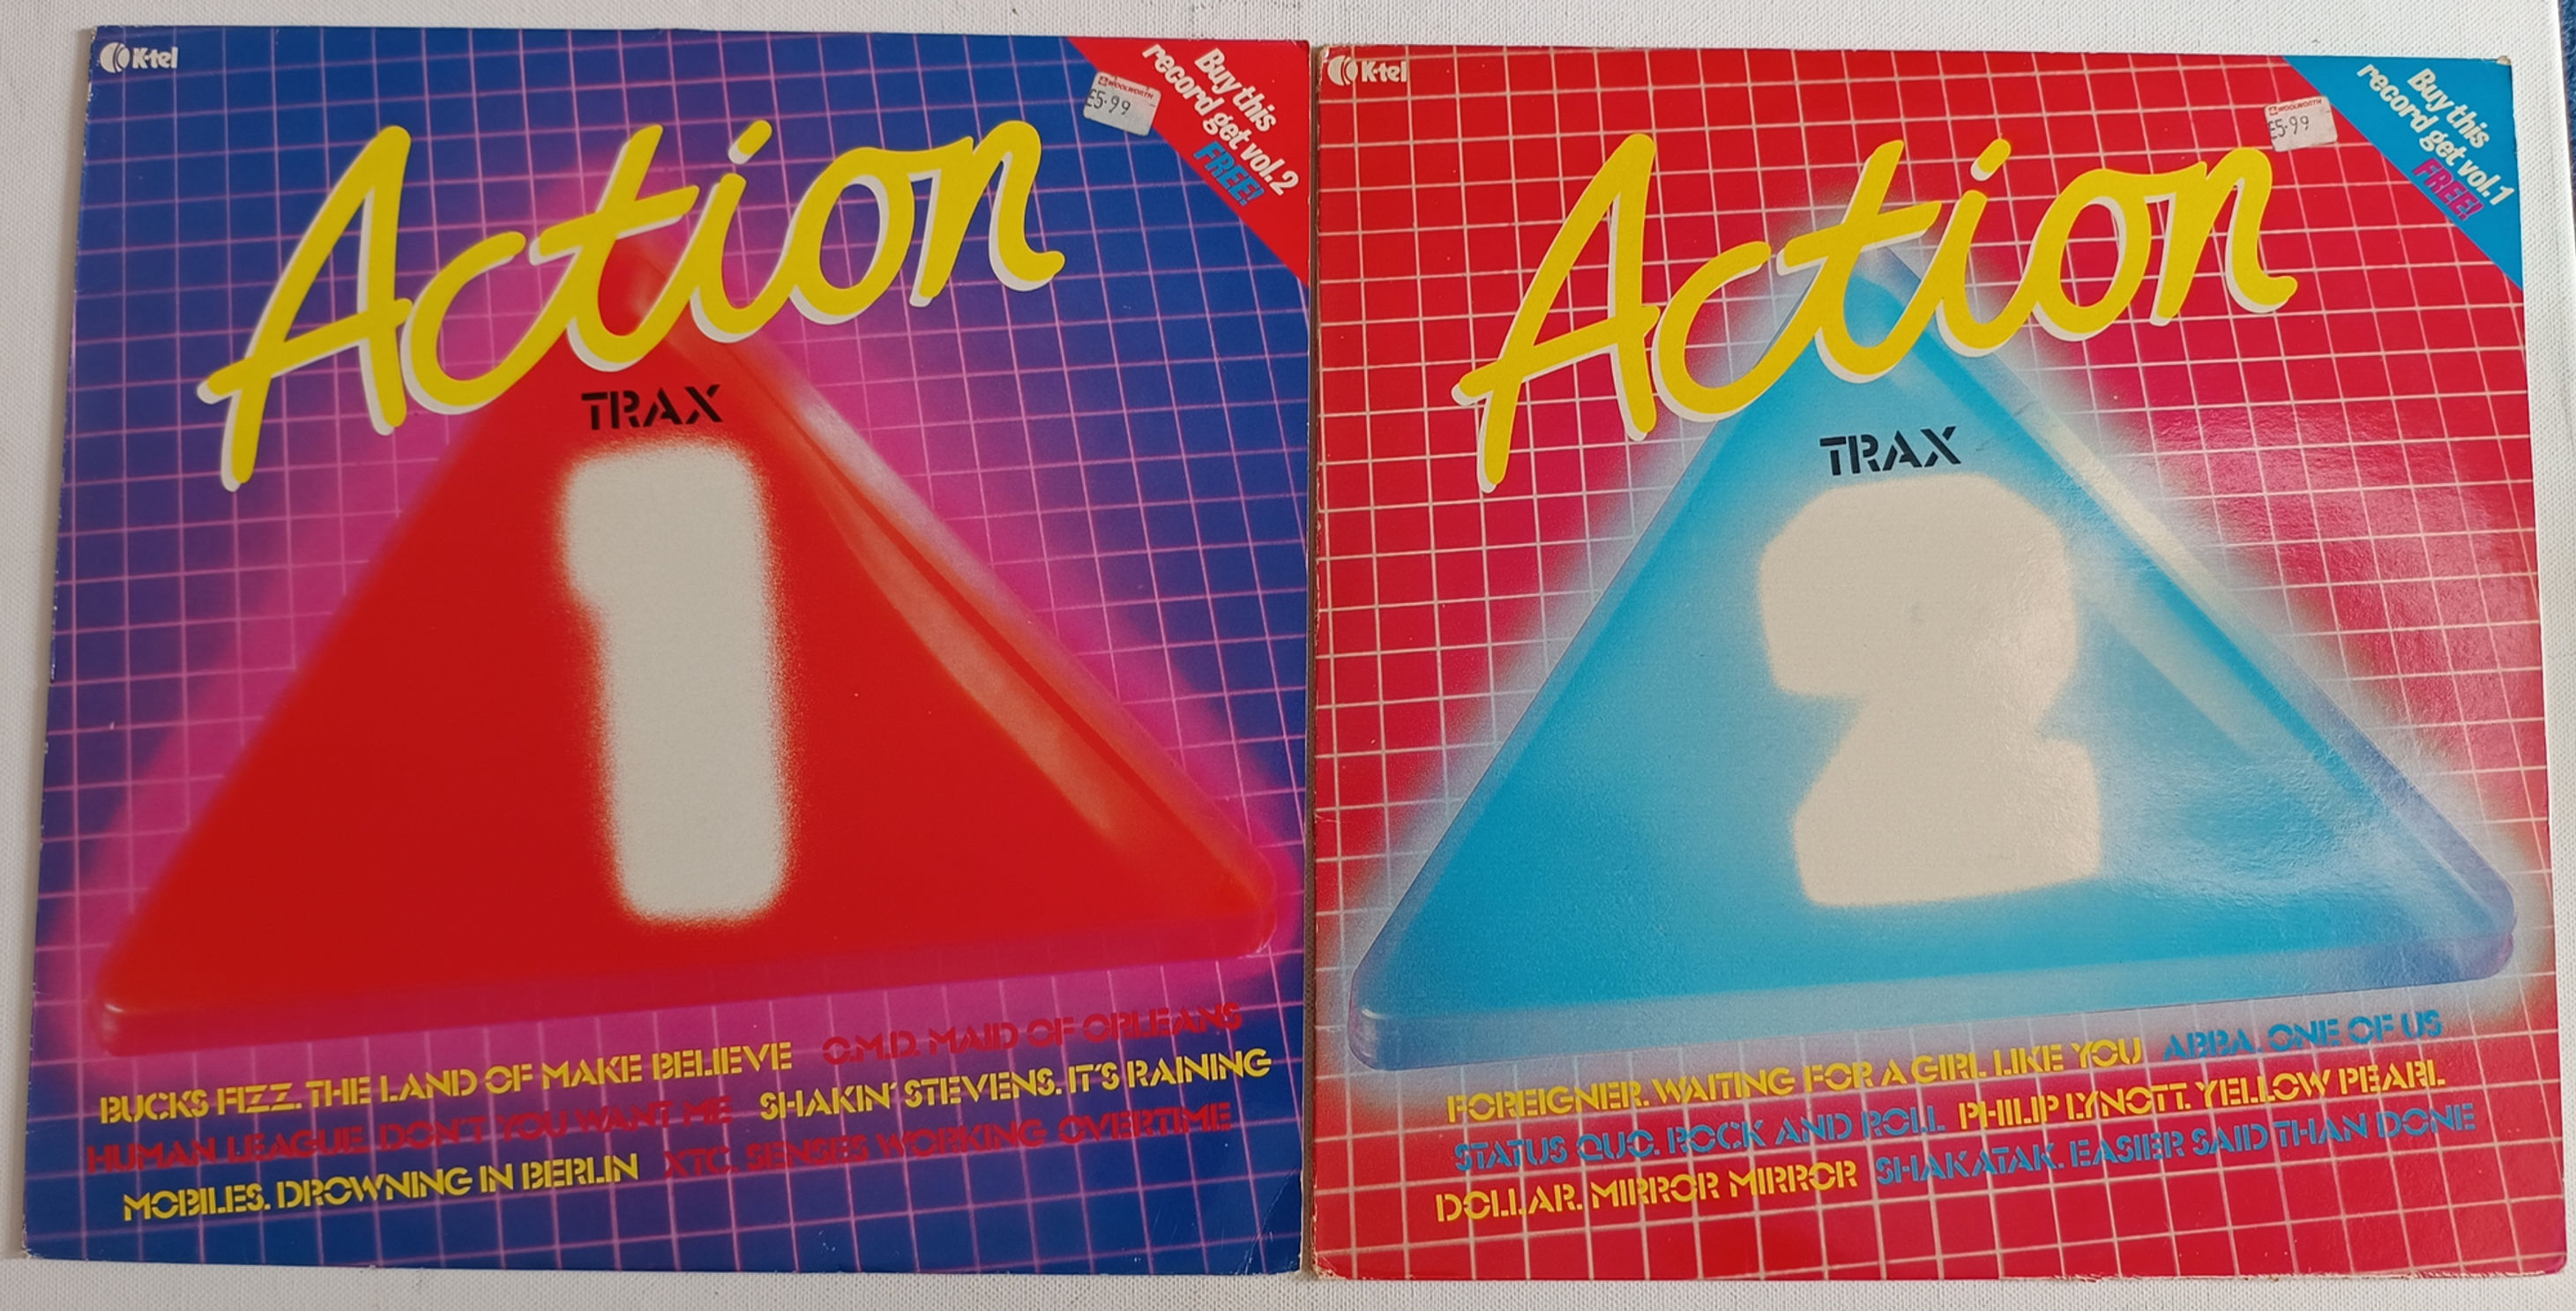 K-tel
Buy this
record get vol.2
FREE!
WOOLWORTH
£5.99
Action
TRAX
1
BUCKS FIZZ. THE LAND OF MAKE BELIEVE O.M.D. MAID OF ORLEANS
HUMAN LEAGUE. DON'T YOU WANT ME SHAKIN' STEVENS. IT'S RAINING
MOBILES. DROWNING IN BERLIN XTC. SENSES WORKING OVERTIME
K-tel
Buy this
record get vol.1
FREE!
WOOLWORTH
£5.99
Action
TRAX
2
FOREIGNER. WAITING FOR A GIRL LIKE YOU ABBA. ONE OF US
STATUS QUO. ROCK AND ROLL PHILIP LYNOTT. YELLOW PEARL
DOLLAR. MIRROR MIRROR SHAKATAK. EASIER SAID THAN DONE